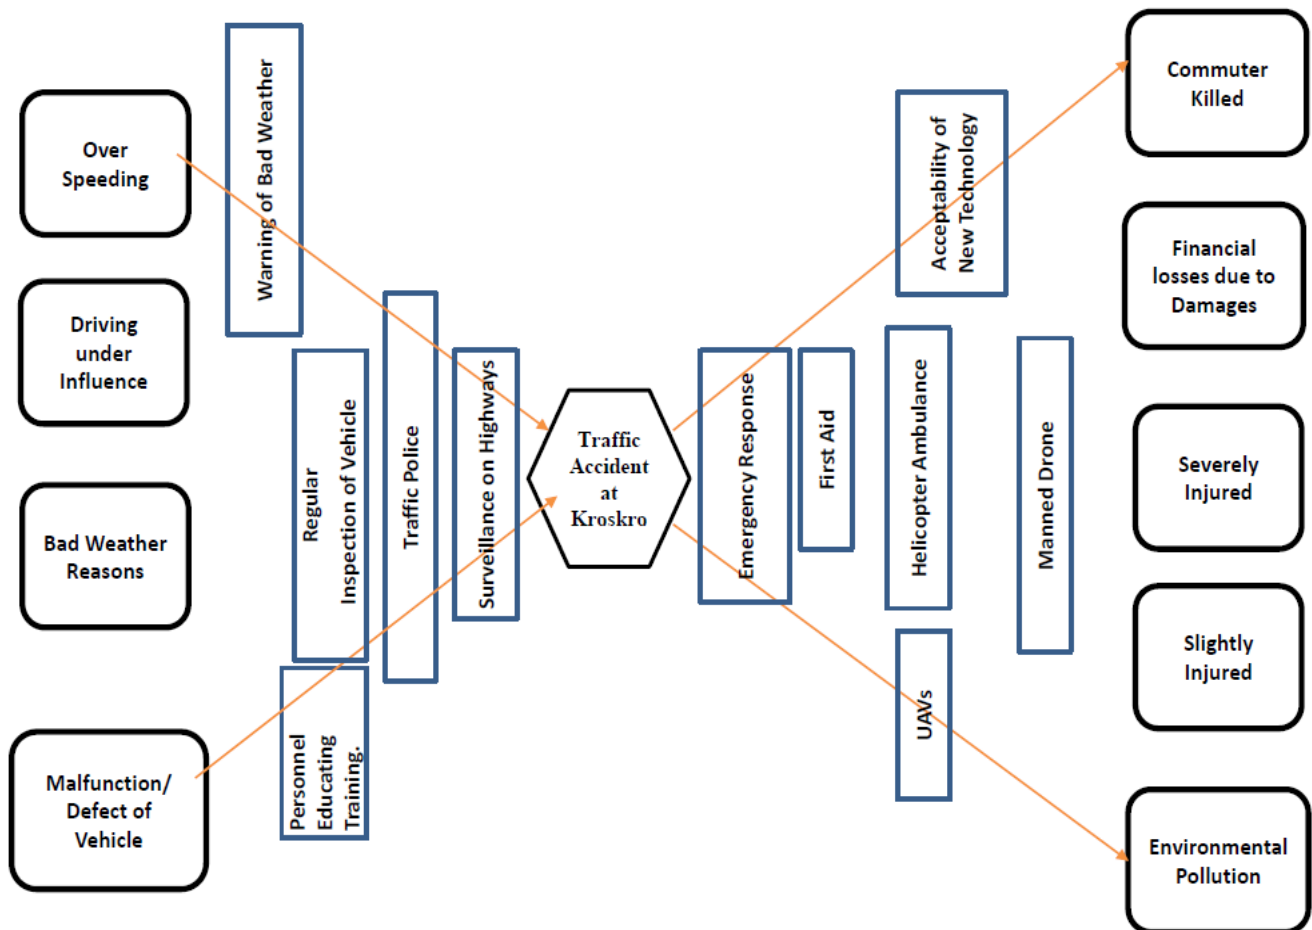 Over
Speeding
Driving
under
Influence
Bad Weather
Reasons
Malfunction/
Defect of
Vehicle
Warning of Bad Weather
Regular
Inspection of Vehicle
Personnel
Educating
Training.
Traffic Police
Surveillance on Highways
Traffic
Accident
at
Kroskro
Emergency Response
First Aid
Acceptability of
New Technology
Helicopter Ambulance
UAVs
Manned Drone
Commuter
Killed
Financial
losses due to
Damages
Severely
Injured
Slightly
Injured
Environmental
Pollution